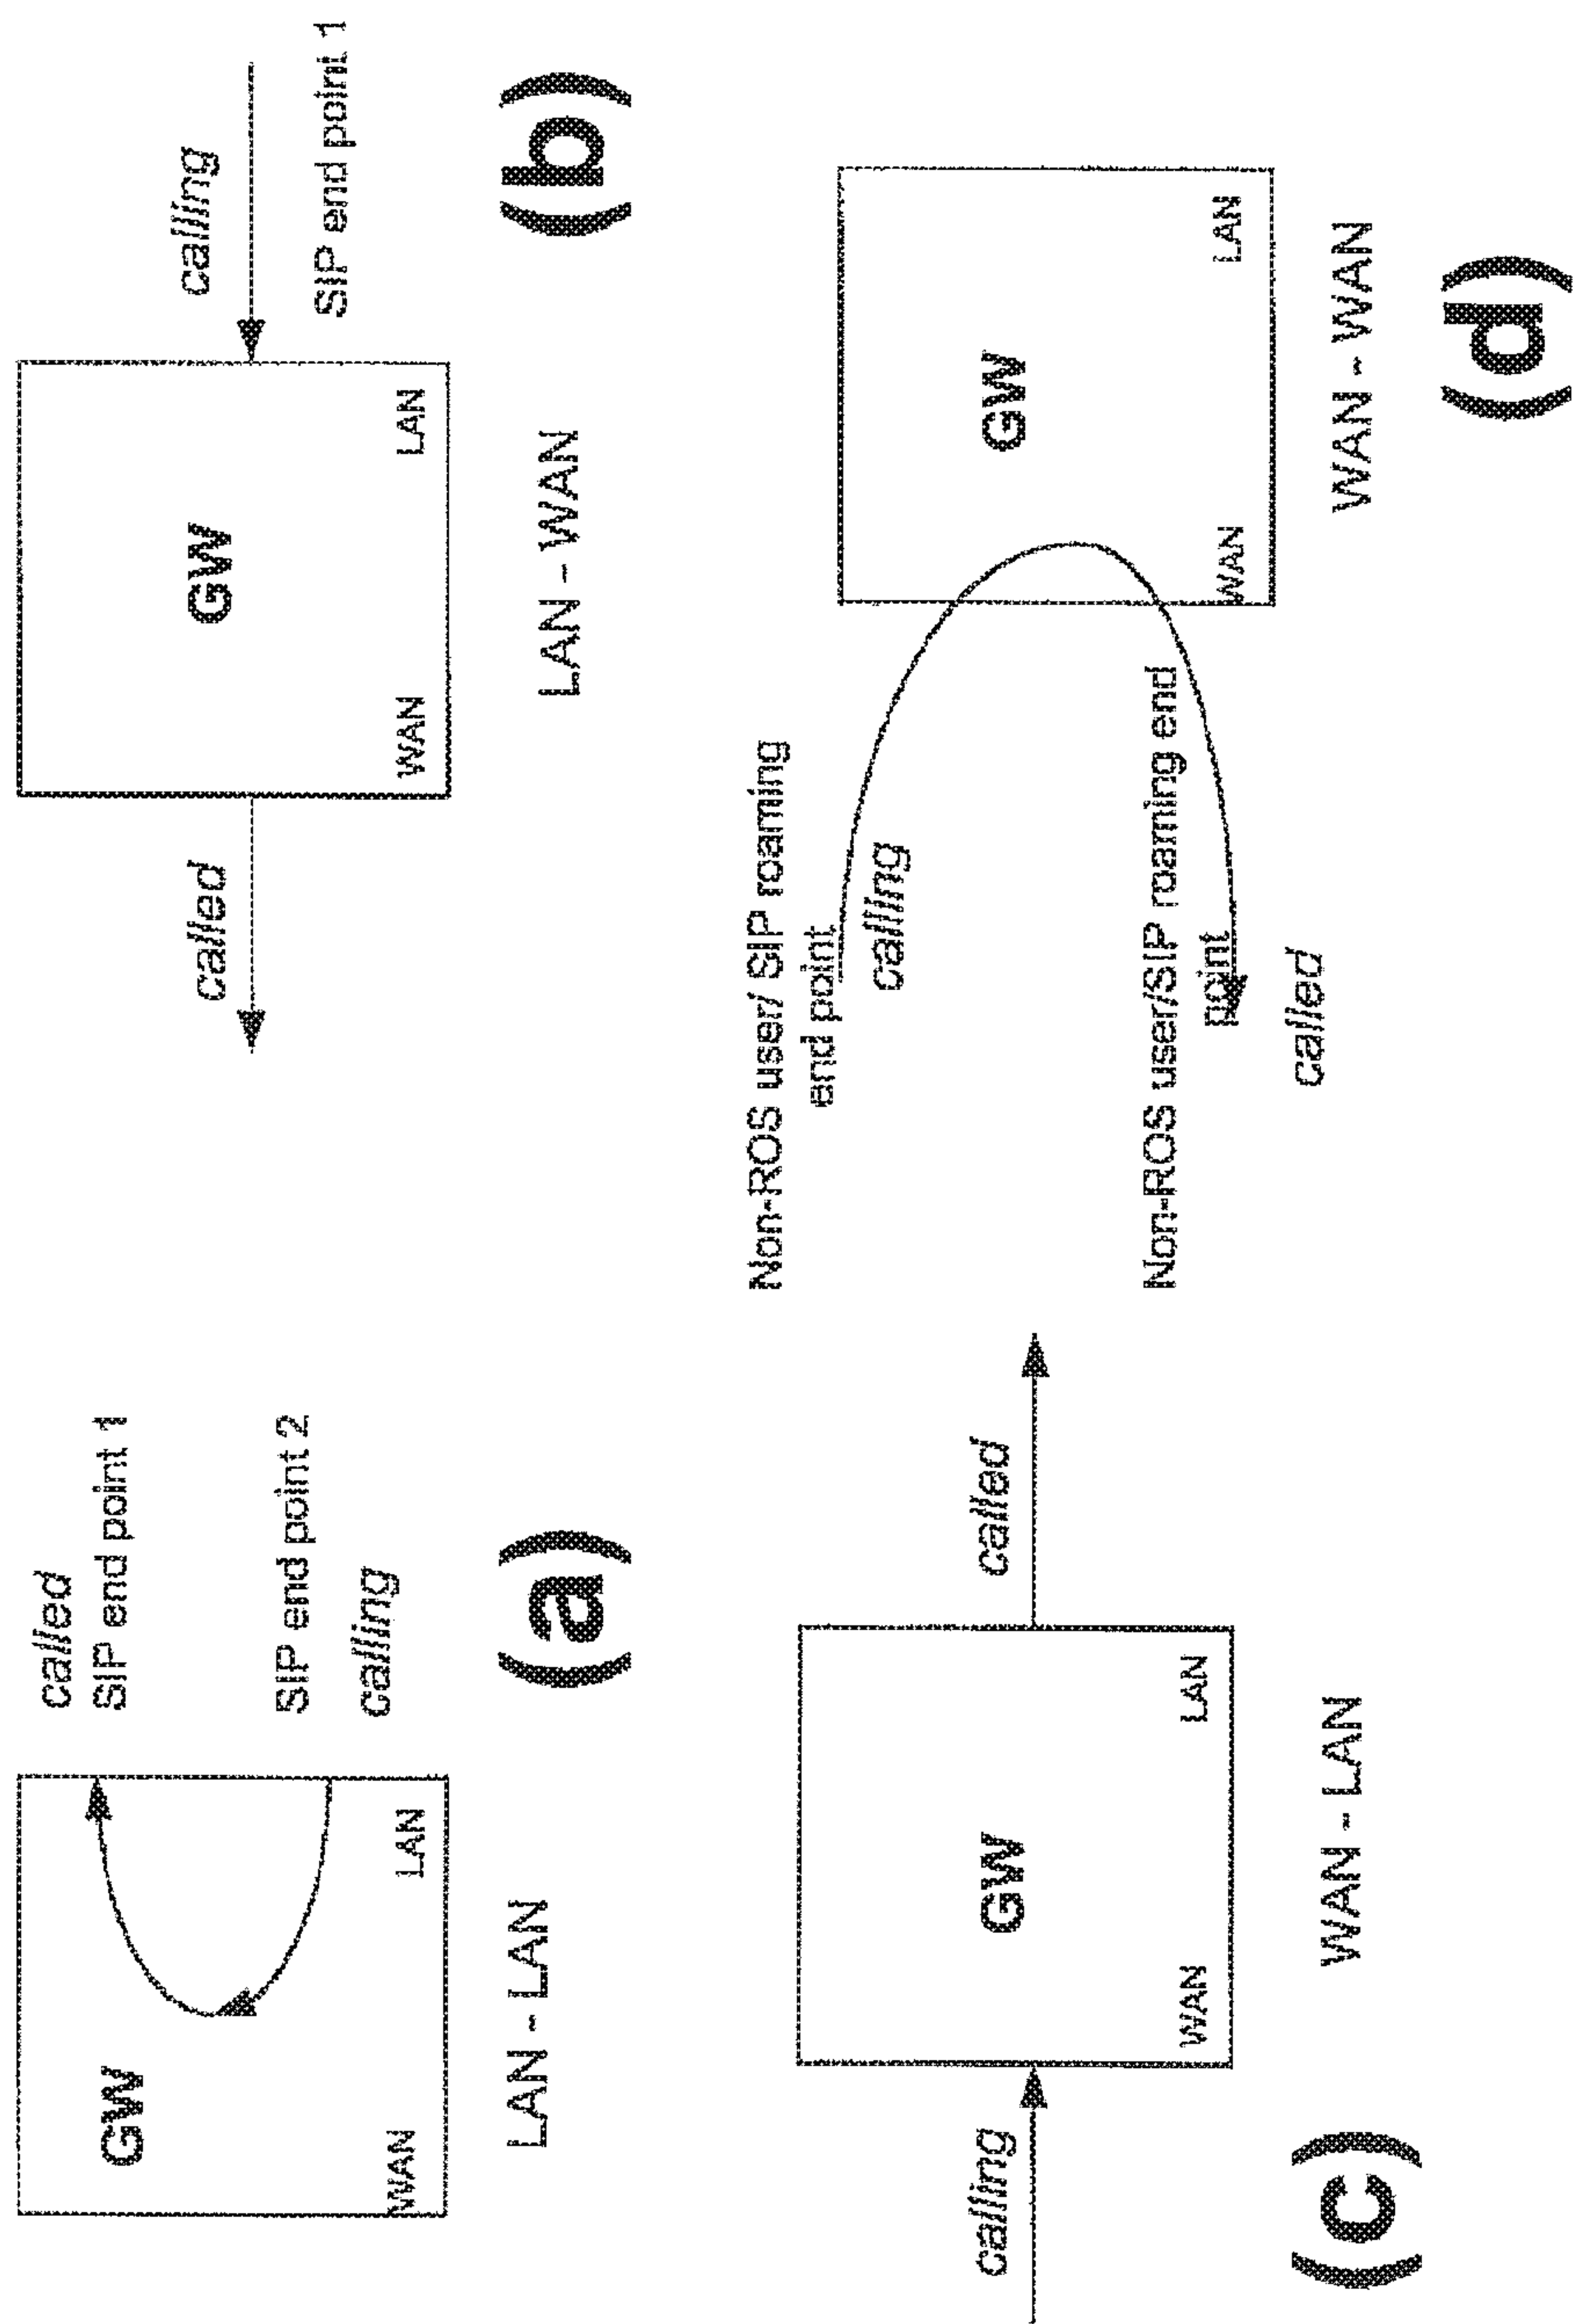 called
SIP end point 1
SIP end point 2
calling
GW
WAN
LAN
LAN - LAN
(a)
called
GW
WAN
LAN
calling
SIP end point 1
LAN - WAN
(b)
calling
GW
WAN
LAN
called
WAN - LAN
(c)
Non-ROS user/ SIP roaming
end point
calling
Non-ROS user/SIP roaming end
point
called
GW
WAN
LAN
WAN - WAN
(d)